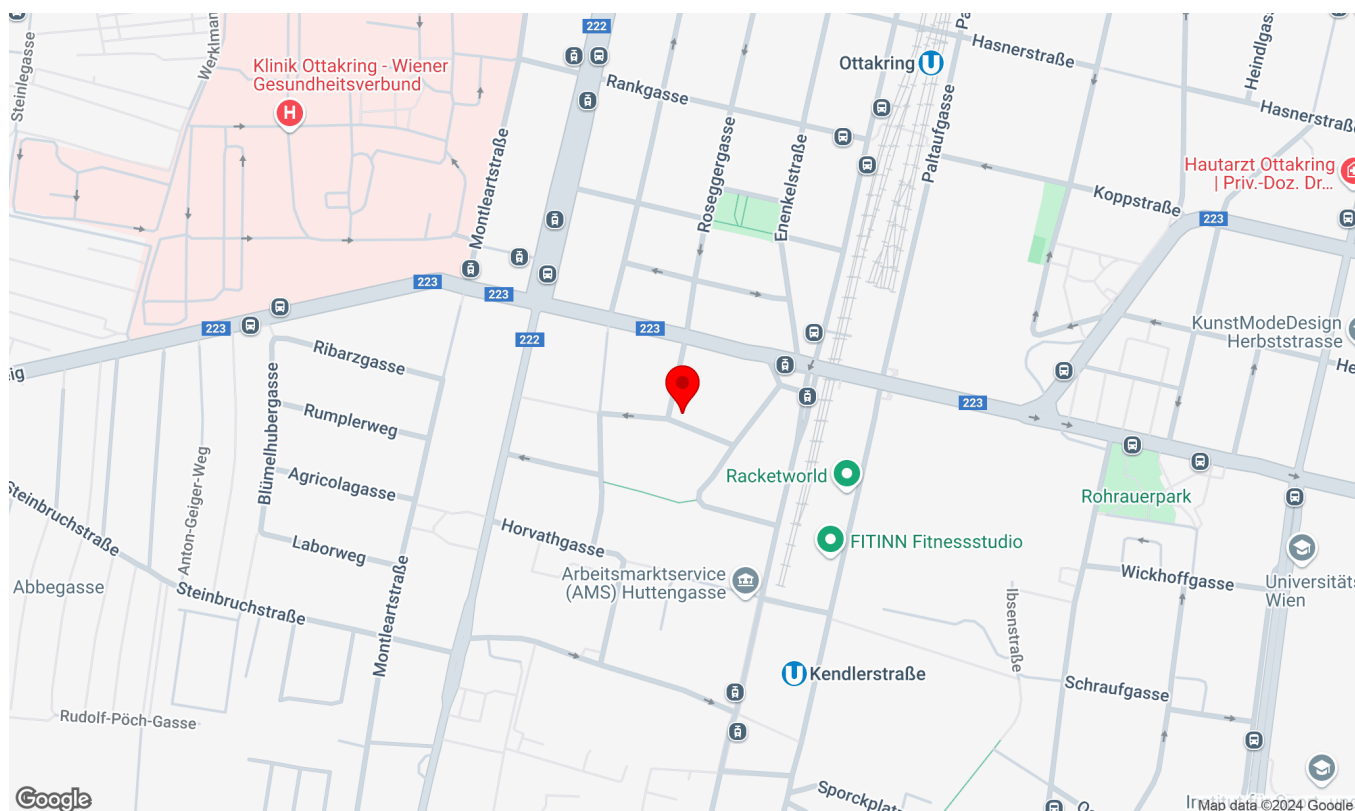 222
Steinlegasse
Werklman
Klinik Ottakring - Wiener
Gesundheitsverbund
H
Montleartstraße
Rankgasse
Roseggergasse
Enenkelstraße
Ottakring
U
Paltaufgasse
Hasnerstraße
Heindlgasse
Hasnerstraße
Hautarzt Ottakring
| Priv.-Doz. Dr...
Koppstraße
223
223
223
223
223
222
223
KunstModeDesign
Herbststrasse
Ribarzgasse
Rumplerweg
Agricolagasse
Laborweg
Blümelhubergasse
Anton-Geiger-Weg
Steinbruchstraße
Abbegasse
Steinbruchstraße
Montleartstraße
Horvathgasse
Arbeitsmarktservice
(AMS) Huttengasse
Racketworld
FITINN Fitnessstudio
Rohrauerpark
Wickhoffgasse
Universitäts
Wien
Ibsenstraße
U
Kendlerstraße
Schraufgasse
Rudolf-Pöch-Gasse
Sporckplatz
Google
Map data ©2024 Google